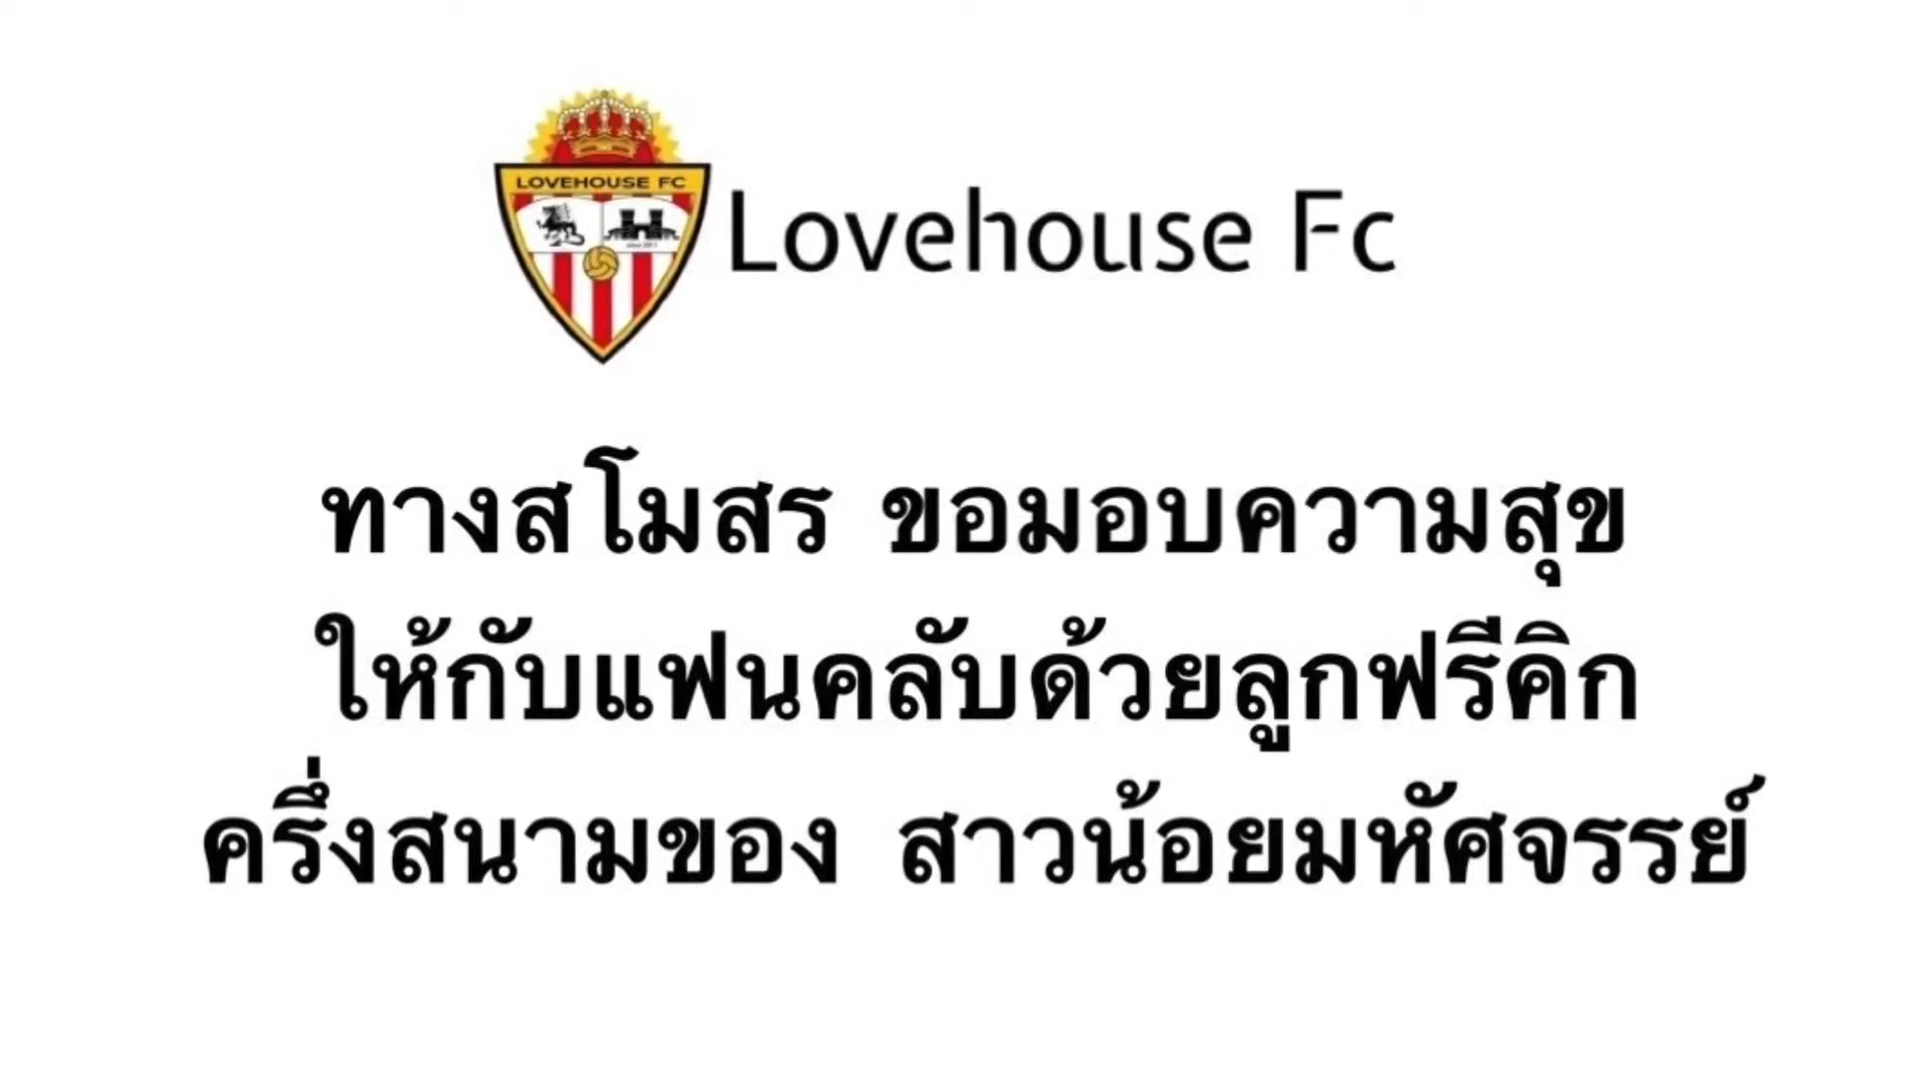 LOVEHOUSE FC
Lovehouse Fc
since 2011
ทางสโมสร ขอมอบความสุข
ให้กับแฟนคลับด้วยลูกฟรีคิก
ครึ่งสนามของ สาวน้อยมหัศจรรย์